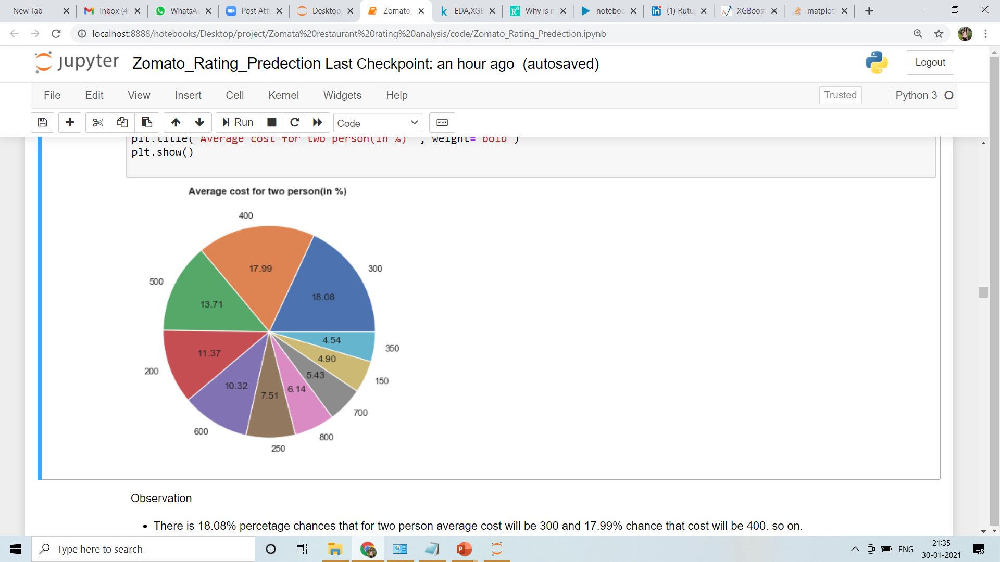 New Tab
Inbox (4
WhatsA
Post Atte
Desktop
Zomato_
EDA,XGB
Why is n
noteboo
(1) Rutuj
XGBoost
matplotl
localhost:8888/notebooks/Desktop/project/Zomata%20restaurant%20rating%20analysis/code/Zomato_Rating_Predection.ipynb
jupyter Zomato_Rating_Predection Last Checkpoint: an hour ago (autosaved)
Logout
File Edit View Insert Cell Kernel Widgets Help
Trusted
Python 3
Run
Code
plt.title( Average cost for two person(in %) , weight= bold )
plt.show()
Average cost for two person(in %)
400
17.99
300
500
18.08
13.71
4.54
350
11.37
4.90
200
5.43
150
10.32
6.14
7.51
700
600
800
250
Observation
• There is 18.08% percetage chances that for two person average cost will be 300 and 17.99% chance that cost will be 400. so on.
Type here to search
ENG
21:35
30-01-2021